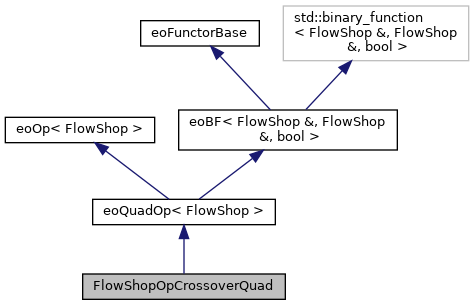 eoFunctorBase
std::binary_function
< FlowShop &, FlowShop
&, bool >
eoOp< FlowShop >
eoBF< FlowShop &, FlowShop
&, bool >
eoQuadOp< FlowShop >
FlowShopOpCrossoverQuad